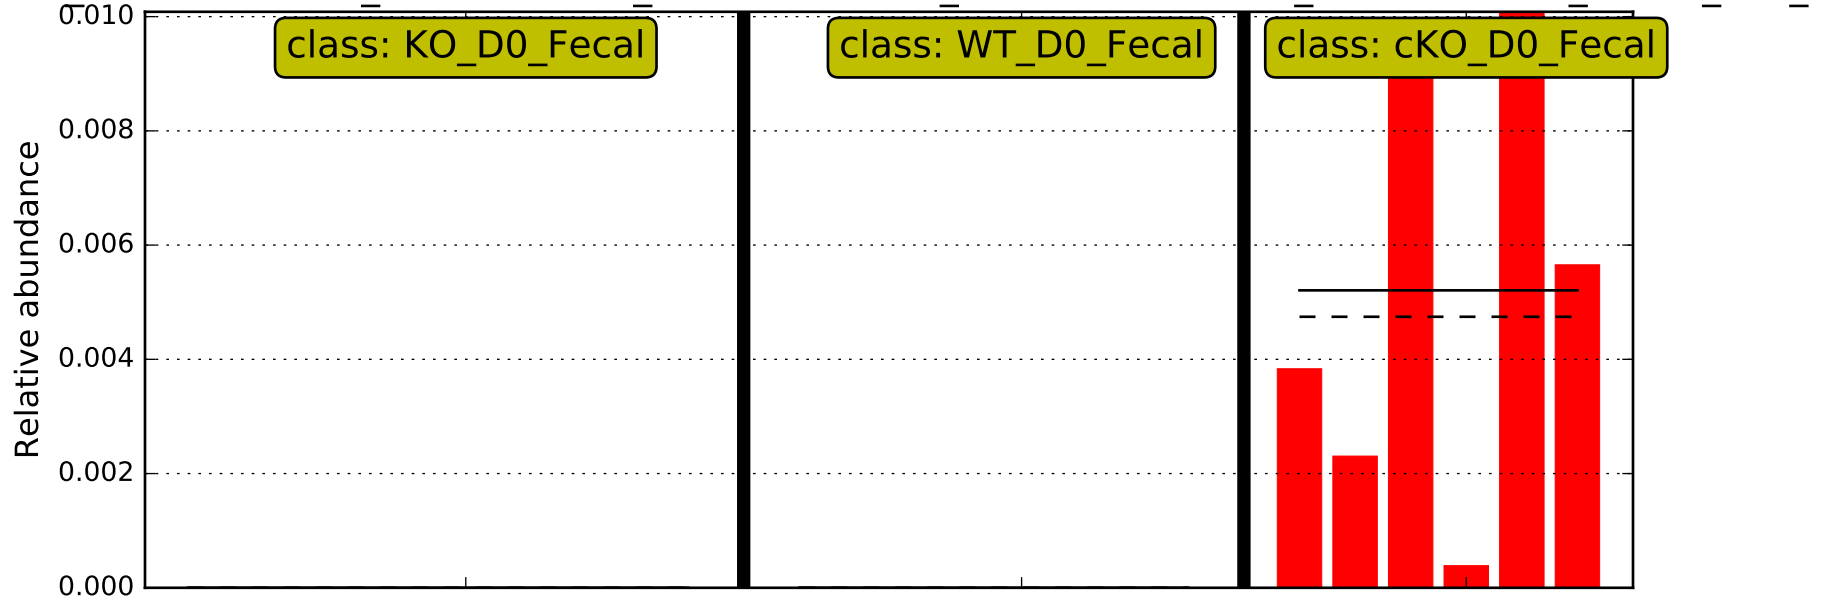 0.010
class: KO_D0_Fecal
class: WT_D0_Fecal
class: cKO_D0_Fecal
0.008
0.006
0.004
0.002
0.000
Relative abundance